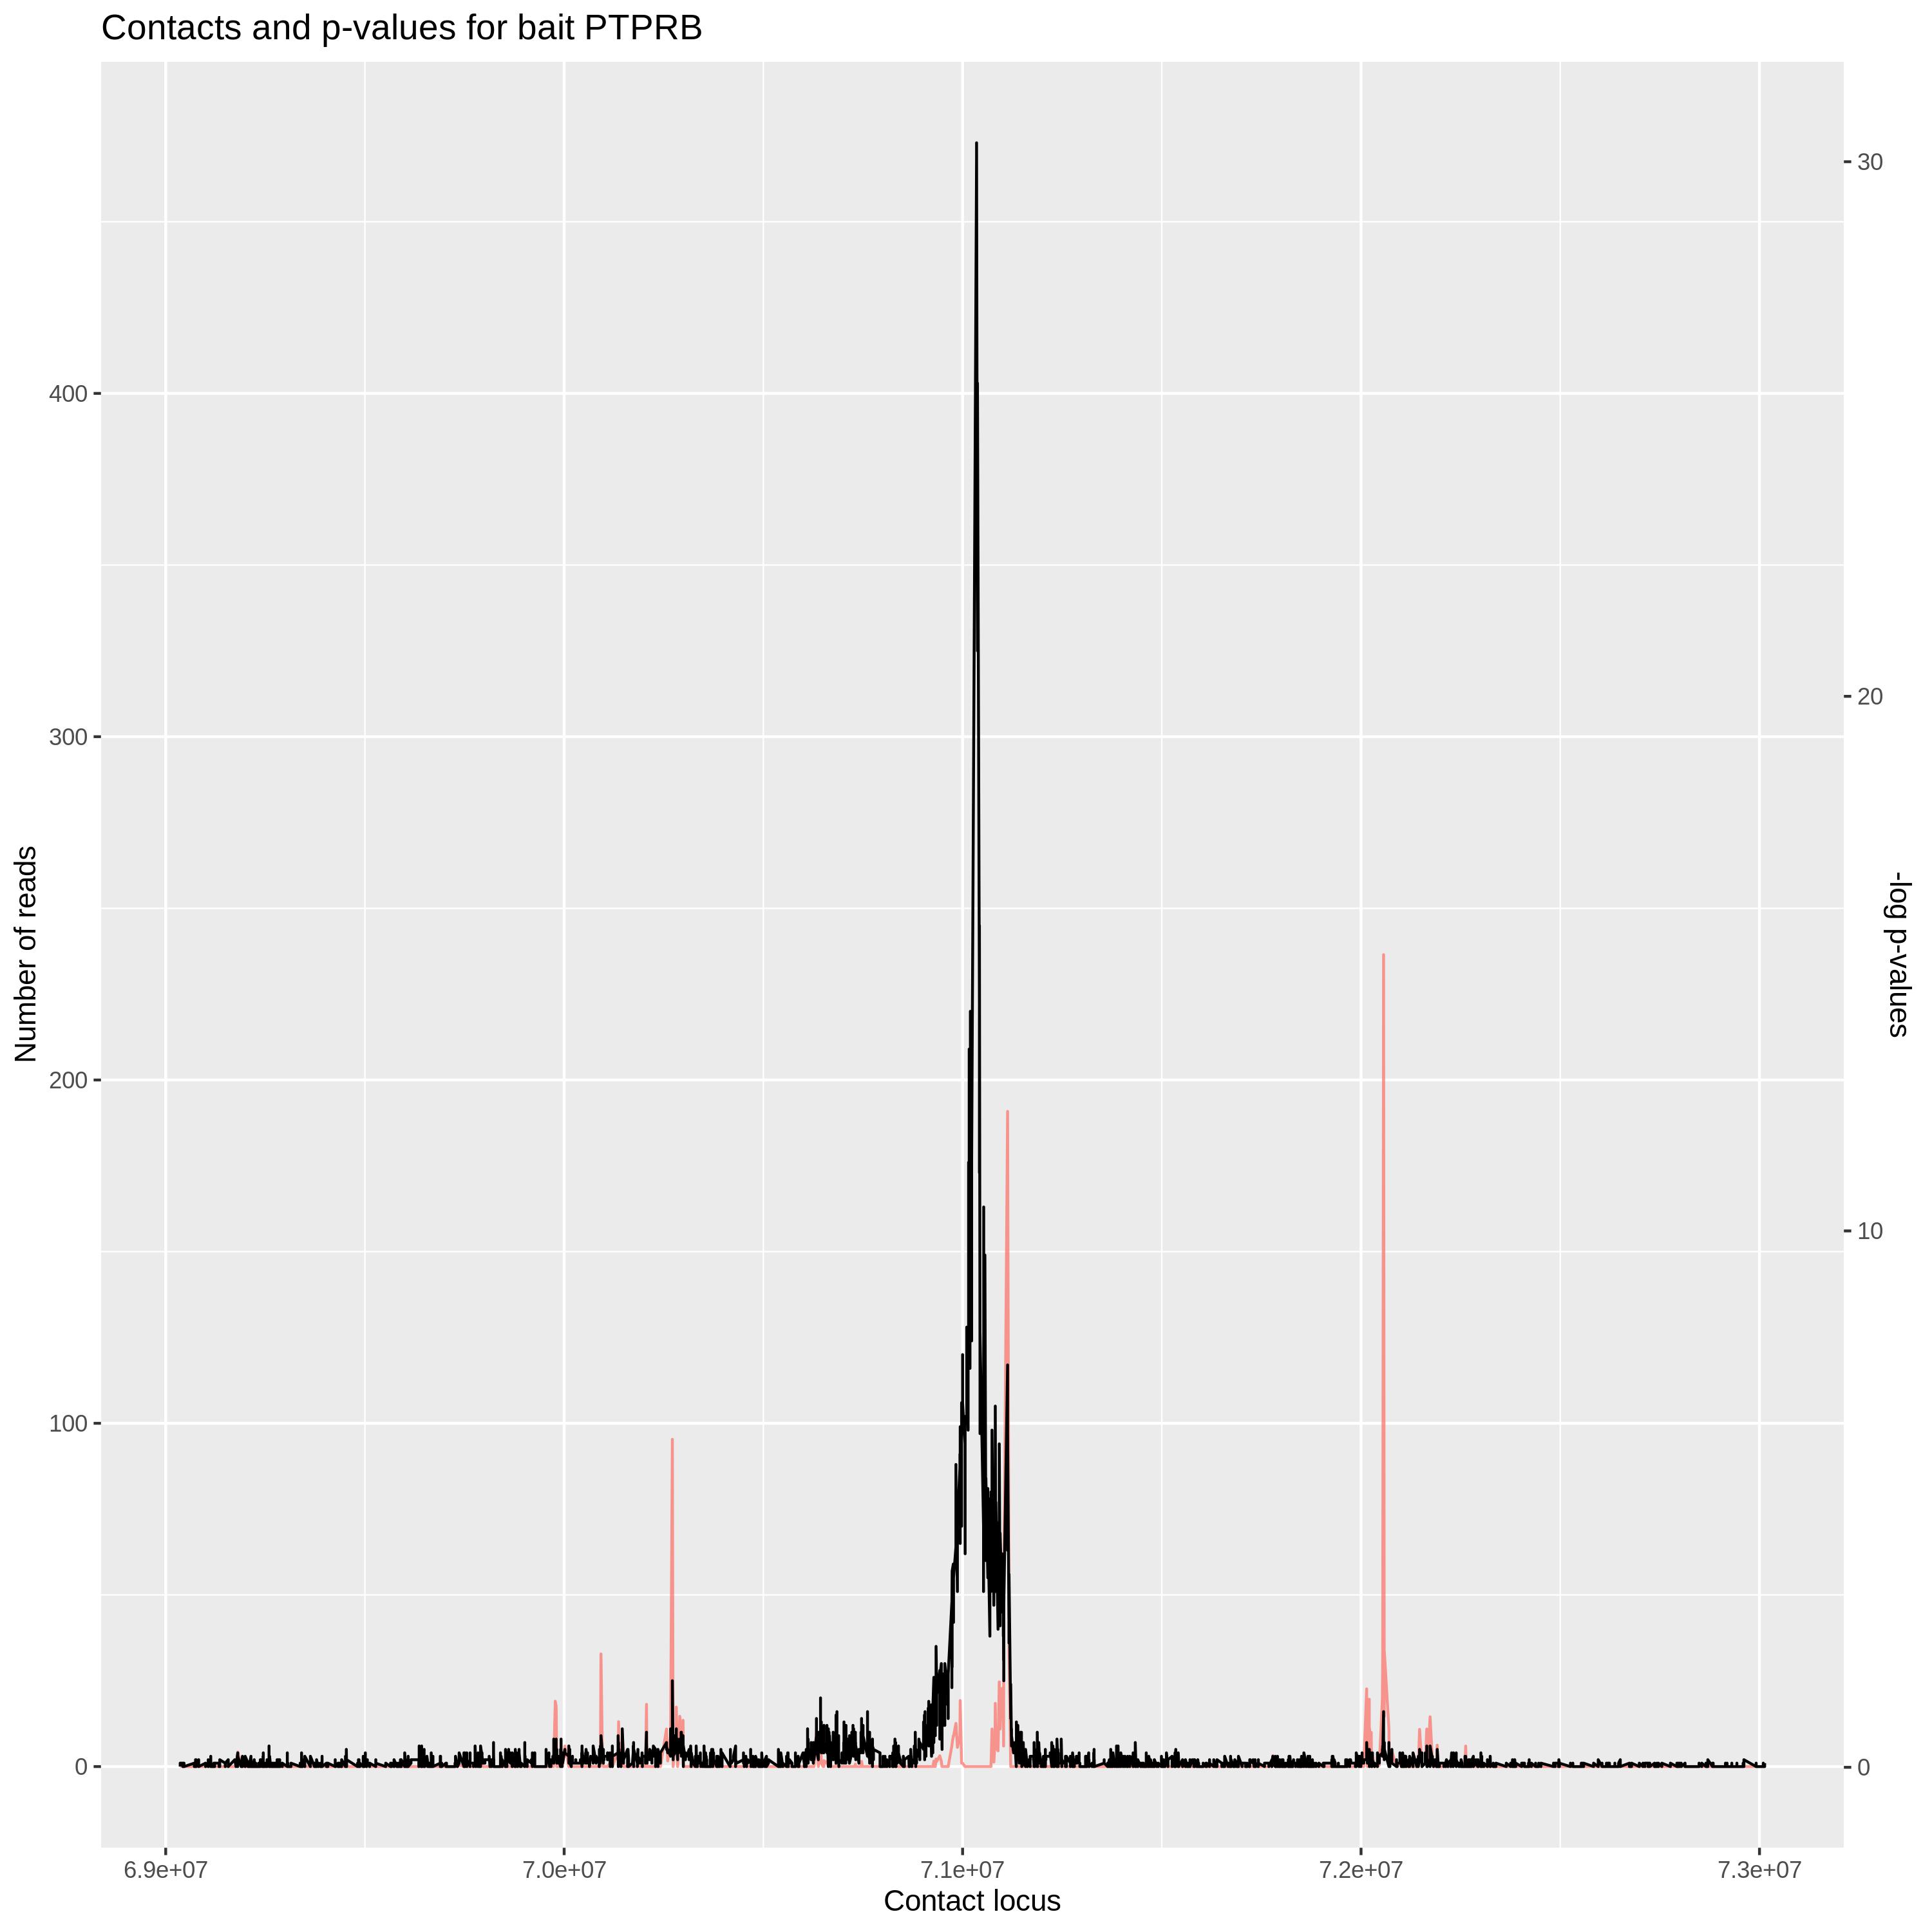 Contacts and p-values for bait PTPRB
Number of reads
400
300
200
100
0
30
20
10
0
-log p-values
6.9e+07 7.0e+07 7.1e+07 7.2e+07 7.3e+07
Contact locus